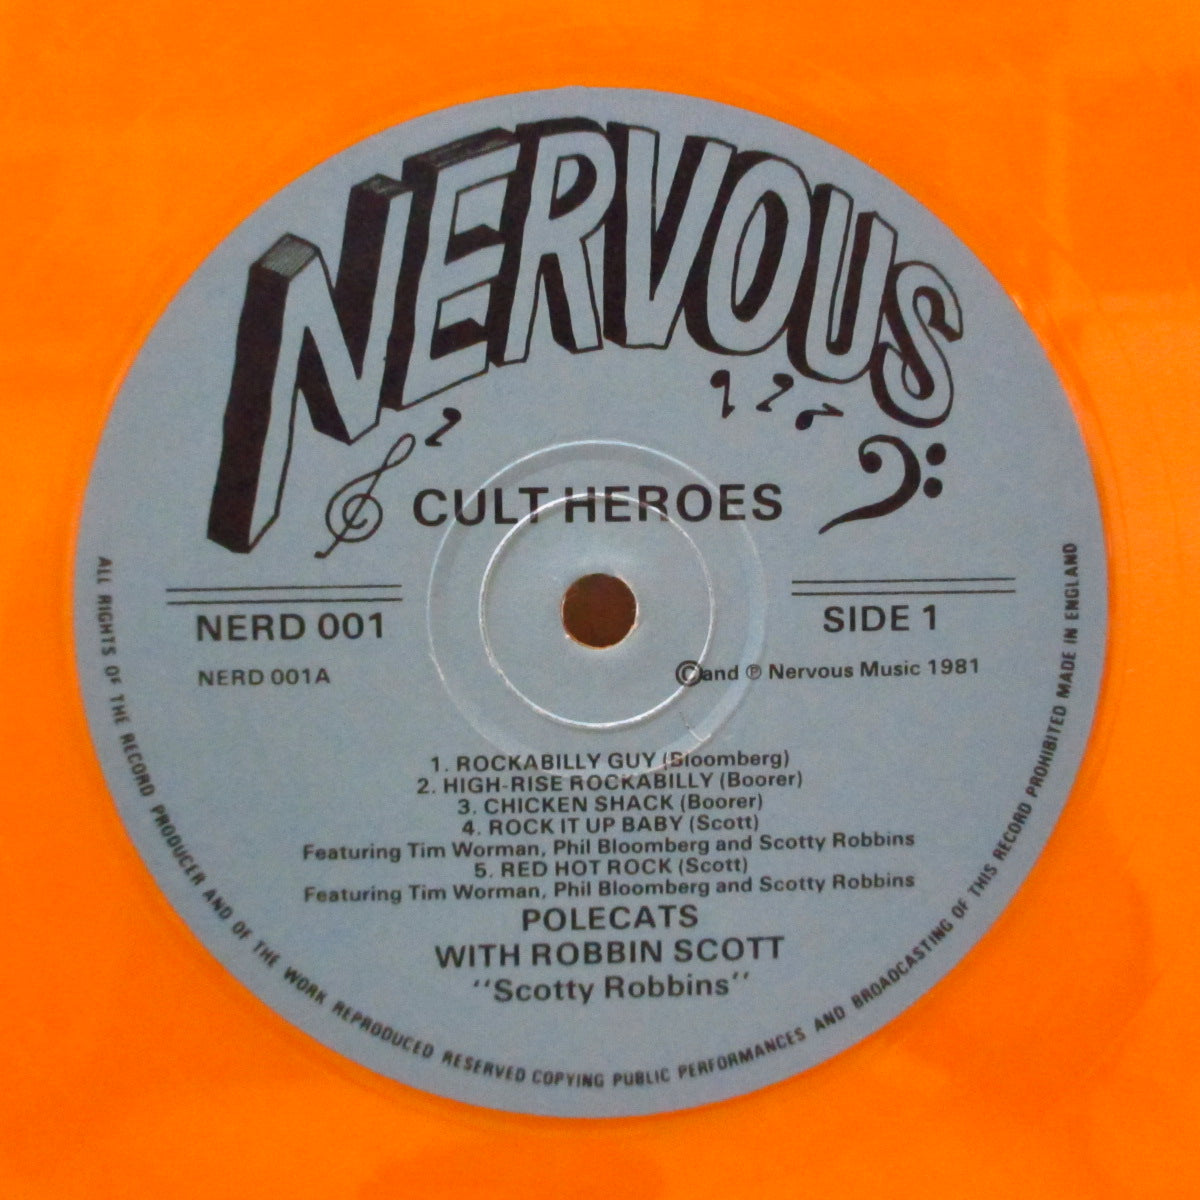 NERVOUS
CULT HEROES
NERD 001
SIDE 1
NERD 001A
© and ℗ Nervous Music 1981
1. ROCKABILLY GUY (Bloomberg)
2. HIGH-RISE ROCKABILLY (Boorer)
3. CHICKEN SHACK (Boorer)
4. ROCK IT UP BABY (Scott)
Featuring Tim Worman, Phil Bloomberg and Scotty Robbins
5. RED HOT ROCK (Scott)
Featuring Tim Worman, Phil Bloomberg and Scotty Robbins
POLECATS
WITH ROBBIN SCOTT
"Scotty Robbins"
ALL RIGHTS OF THE RECORD PRODUCER AND OF THE WORK REPRODUCED RESERVED COPYING PUBLIC PERFORMANCES AND BROADCASTING OF THIS RECORD PROHIBITED MADE IN ENGLAND